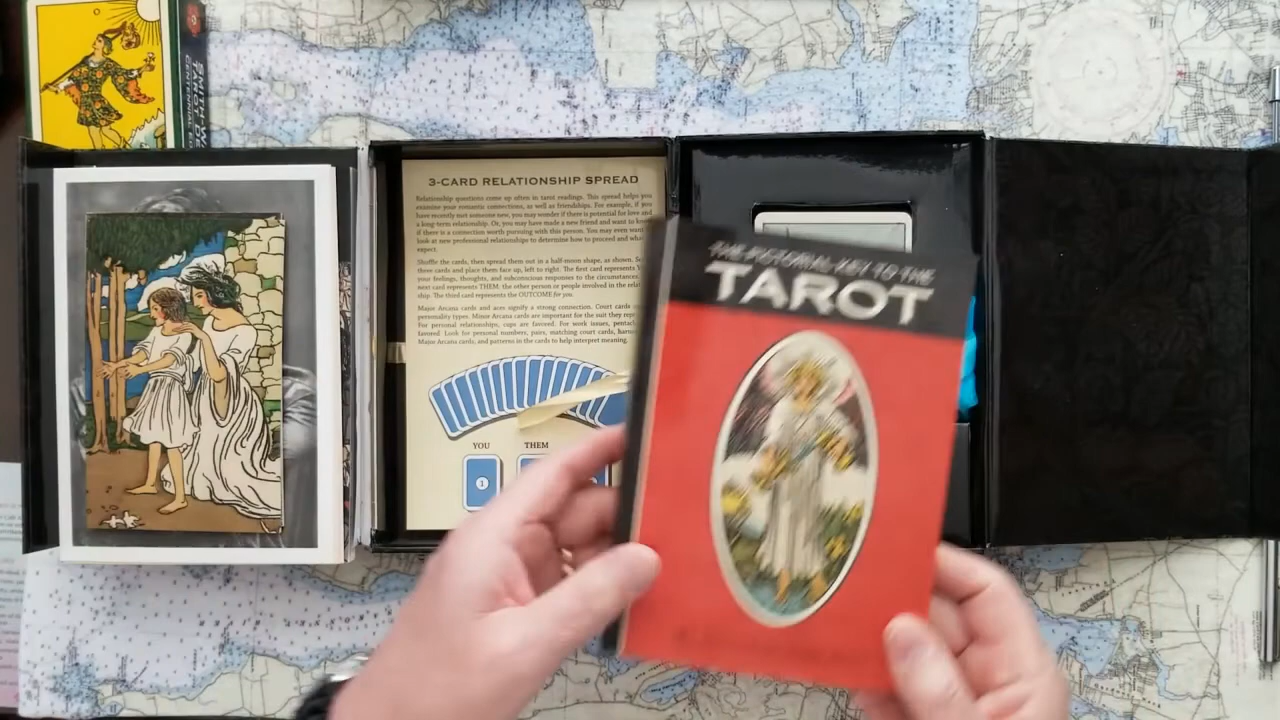 SMITH-W
TAROT DE
CENTENNIAL E
3-CARD RELATIONSHIP SPREAD
Relationship questions come up often in tarot readings. This spread helps you
examine your romantic connections, as well as friendships. For example, if you
have recently met someone new, you may wonder if there is potential for love and
a long-term relationship. Or, you may have made a new friend and want to know
if there is a connection worth pursuing with this person. You may even want
look at new professional relationships to determine how to proceed and what
expect.
Shuffle the cards, then spread them out in a half-moon shape, as shown. Se
three cards and place them face up, left to right. The first card represents Y
your feelings, thoughts, and subconscious responses to the circumstances.
next card represents THEM: the other person or people involved in the relat
ship. The third card represents the OUTCOME for you.
Major Arcana cards and aces signify a strong connection. Court cards
personality types. Minor Arcana cards are important for the suit they rep
For personal relationships, cups are favored. For work issues, pentac
favored. Look for personal numbers, pairs, matching court cards, harm
Major Arcana cards, and patterns in the cards to help interpret meaning.
YOU THEM
1
THE PICTORIAL KEY TO THE
TAROT